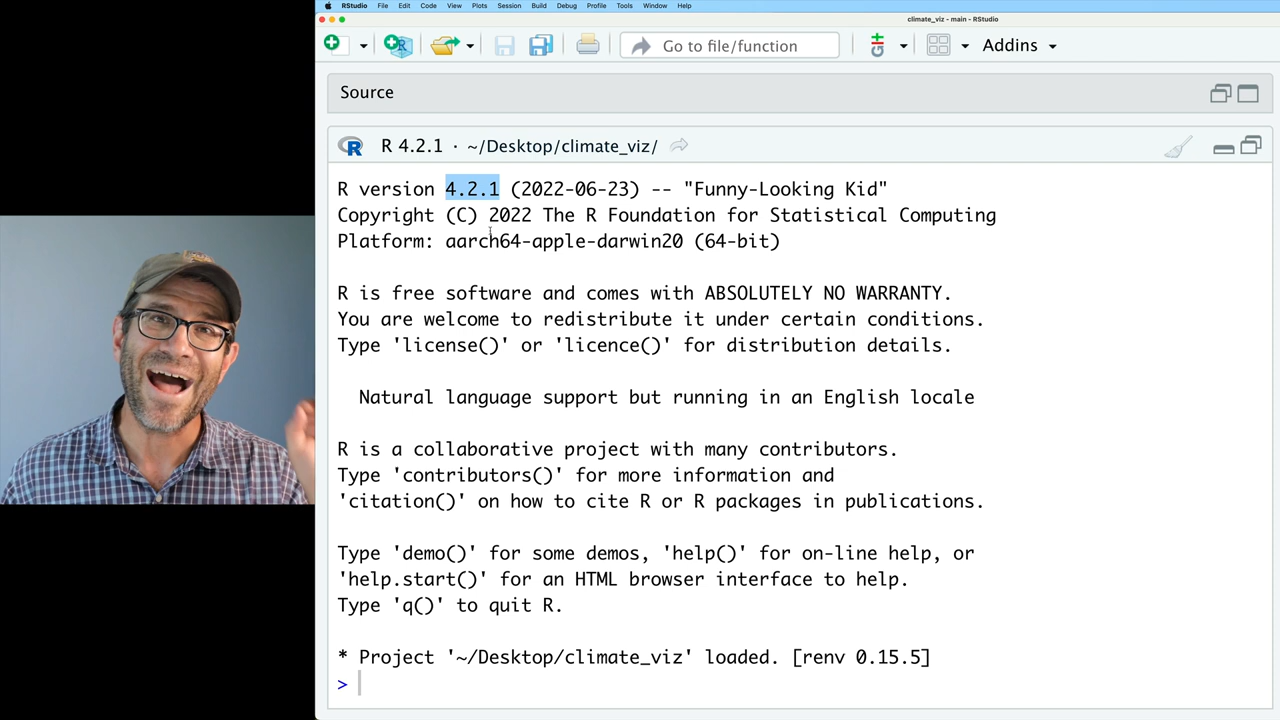 RStudio File Edit Code View Plots Session Build Debug Profile Tools Window Help
climate_viz - main - RStudio
Go to file/function Addins
Source
R 4.2.1 · ~/Desktop/climate_viz/
R version 4.2.1 (2022-06-23) -- "Funny-Looking Kid"
Copyright (C) 2022 The R Foundation for Statistical Computing
Platform: aarch64-apple-darwin20 (64-bit)
R is free software and comes with ABSOLUTELY NO WARRANTY.
You are welcome to redistribute it under certain conditions.
Type 'license()' or 'licence()' for distribution details.
Natural language support but running in an English locale
R is a collaborative project with many contributors.
Type 'contributors()' for more information and
'citation()' on how to cite R or R packages in publications.
Type 'demo()' for some demos, 'help()' for on-line help, or
'help.start()' for an HTML browser interface to help.
Type 'q()' to quit R.
* Project '~/Desktop/climate_viz' loaded. [renv 0.15.5]
>